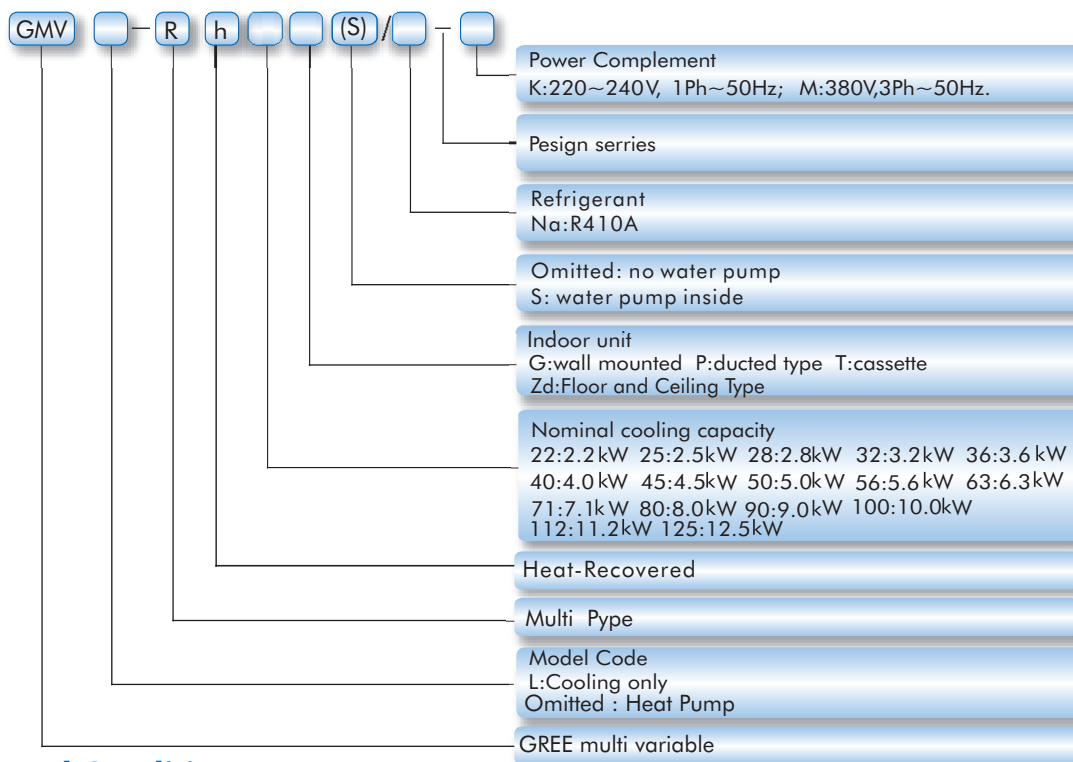 GMV - R h (S) / -
Power Complement
K:220~240V, 1Ph~50Hz; M:380V,3Ph~50Hz.
Pesign serries
Refrigerant
Na:R410A
Omitted: no water pump
S: water pump inside
Indoor unit
G:wall mounted P:ducted type T:cassette
Zd:Floor and Ceiling Type
Nominal cooling capacity
22:2.2kW 25:2.5kW 28:2.8kW 32:3.2kW 36:3.6kW
40:4.0kW 45:4.5kW 50:5.0kW 56:5.6kW 63:6.3kW
71:7.1kW 80:8.0kW 90:9.0kW 100:10.0kW
112:11.2kW 125:12.5kW
Heat-Recovered
Multi Pype
Model Code
L:Cooling only
Omitted : Heat Pump
GREE multi variable